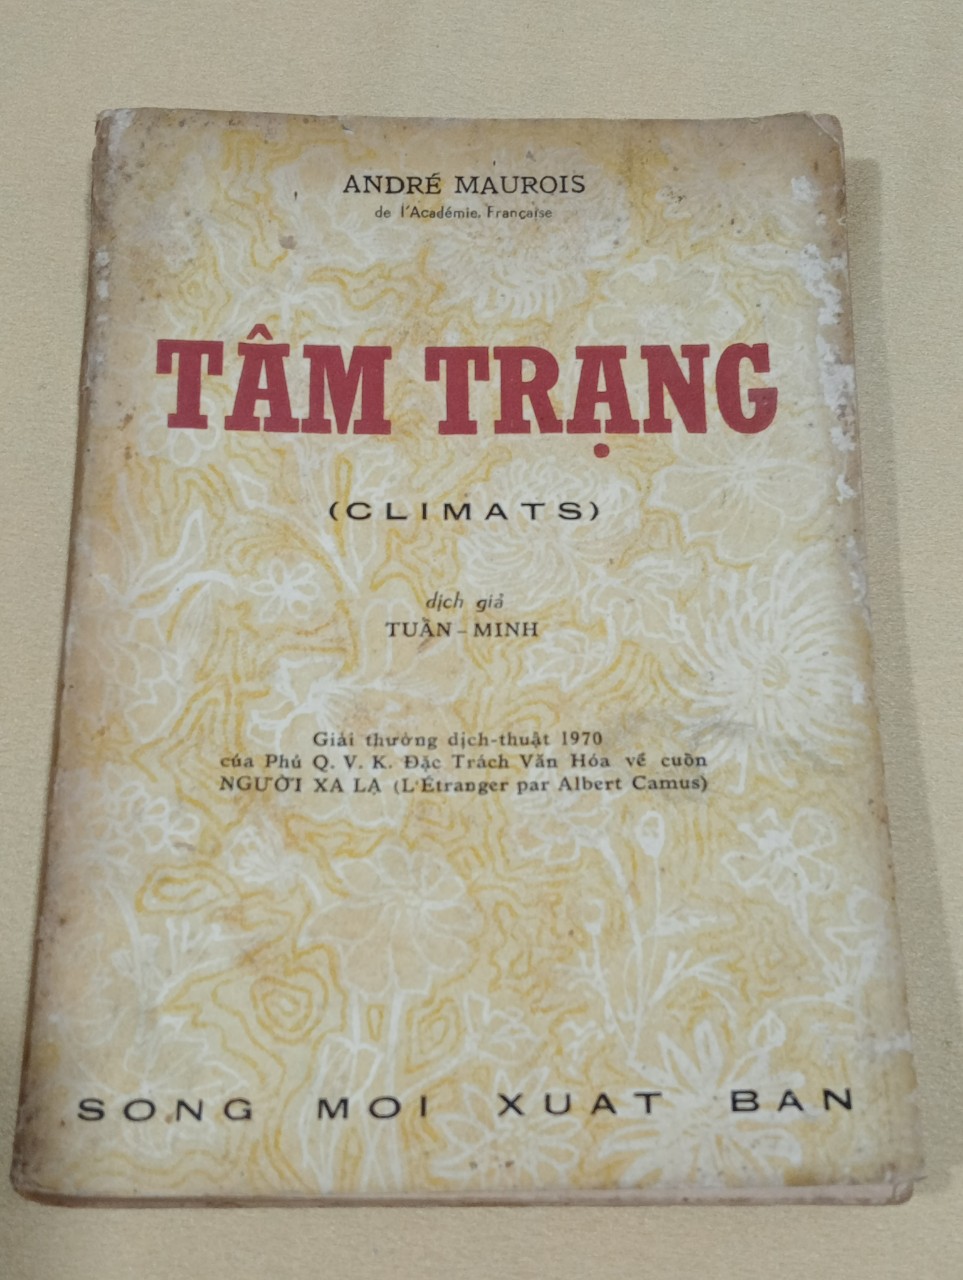 ANDRÉ MAUROIS
de l'Académie Française
TÂM TRẠNG
(CLIMATS)
dịch giả
TUẤN - MINH
Giải thưởng dịch-thuật 1970
của Phủ Q. V. K. Đặc Trách Văn Hóa về cuốn
NGƯỜI XA LẠ (L'Étranger par Albert Camus)
SONG MOI XUAT BAN